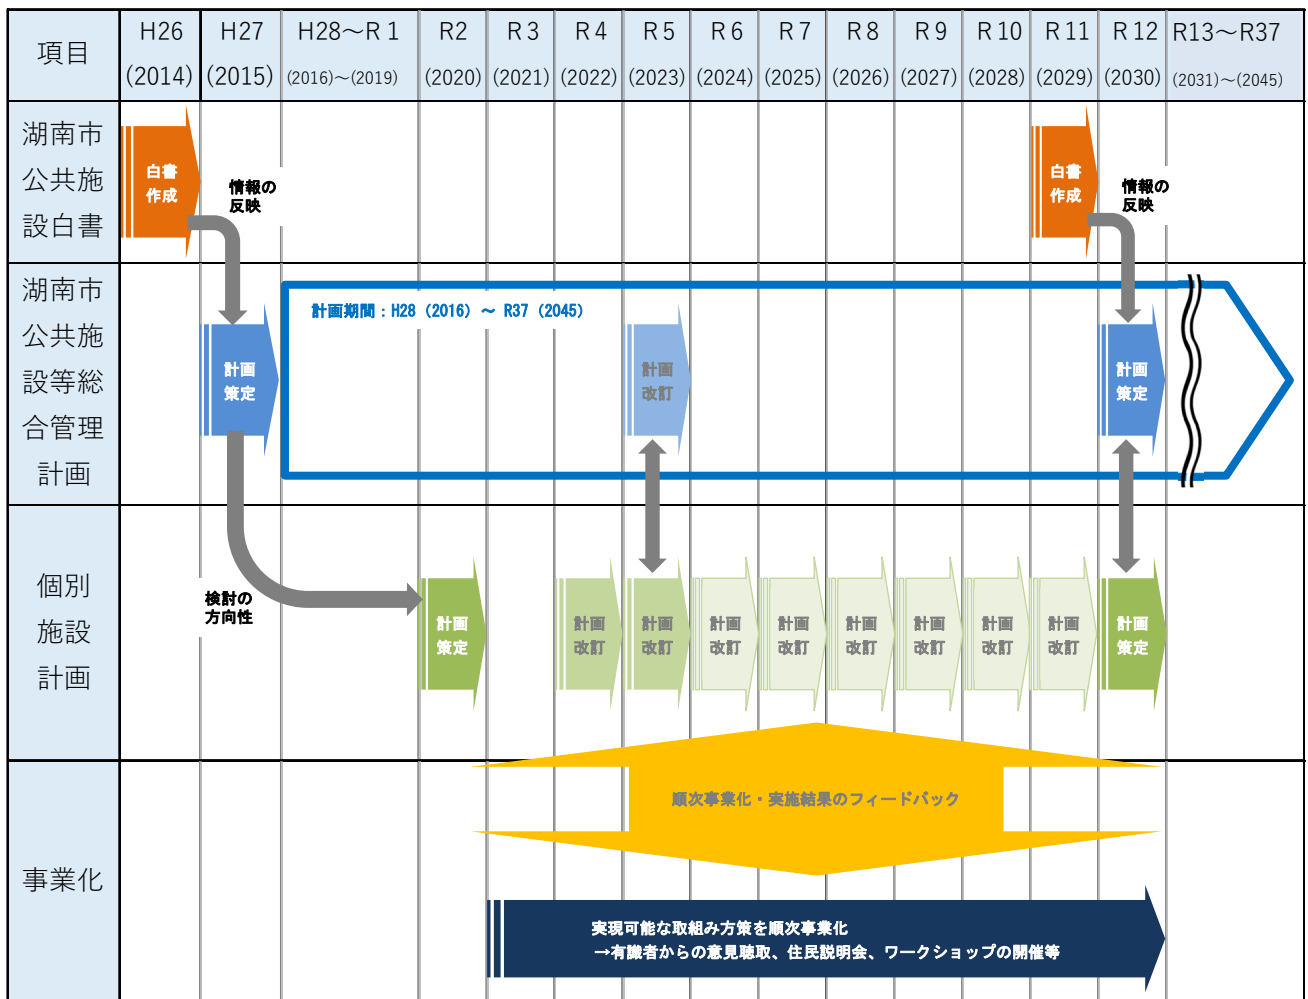 項目
H26
(2014)
H27
(2015)
H28～R１
(2016)～(2019)
R2
(2020)
R３
(2021)
R４
(2022)
R５
(2023)
R６
(2024)
R７
(2025)
R８
(2026)
R９
(2027)
R10
(2028)
R11
(2029)
R12
(2030)
R13～R37
(2031)～(2045)
湖南市
公共施
設白書
白書
作成
情報の
反映
白書
作成
情報の
反映
湖南市
公共施
設等総
合管理
計画
計画期間：H28（2016）～ R37（2045）
計画
策定
計画
改訂
計画
策定
個別
施設
計画
検討の
方向性
計画
策定
計画
改訂
計画
改訂
計画
改訂
計画
改訂
計画
改訂
計画
改訂
計画
改訂
計画
改訂
計画
策定
事業化
順次事業化・実施結果のフィードバック
実現可能な取組み方策を順次事業化
→有識者からの意見聴取、住民説明会、ワークショップの開催等